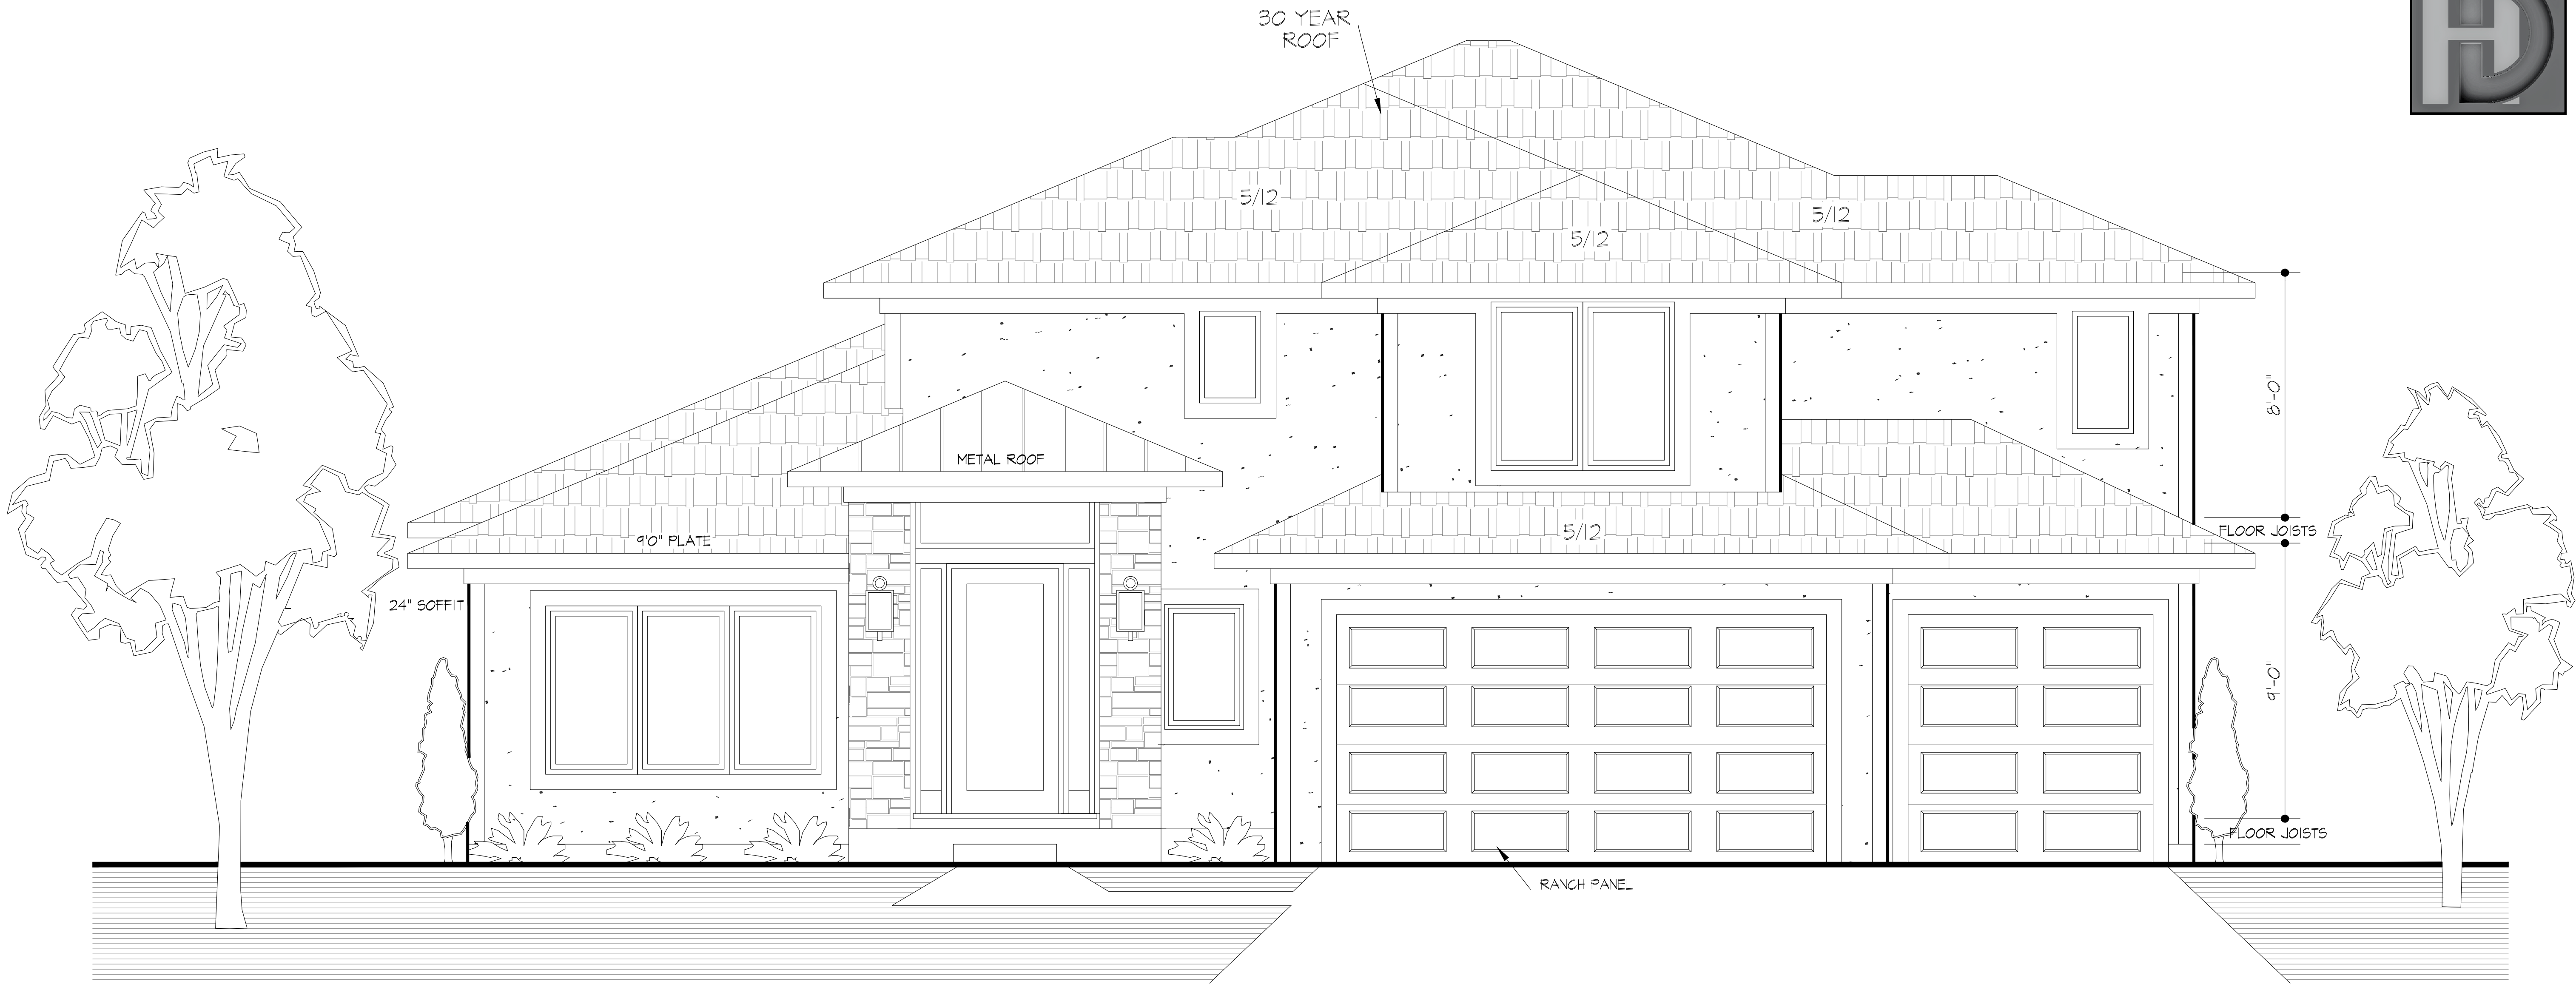 30 YEAR
ROOF
5/12
5/12
5/12
8'-0"
METAL ROOF
5/12
FLOOR JOISTS
9'0" PLATE
24" SOFFIT
9'-0"
FLOOR JOISTS
RANCH PANEL